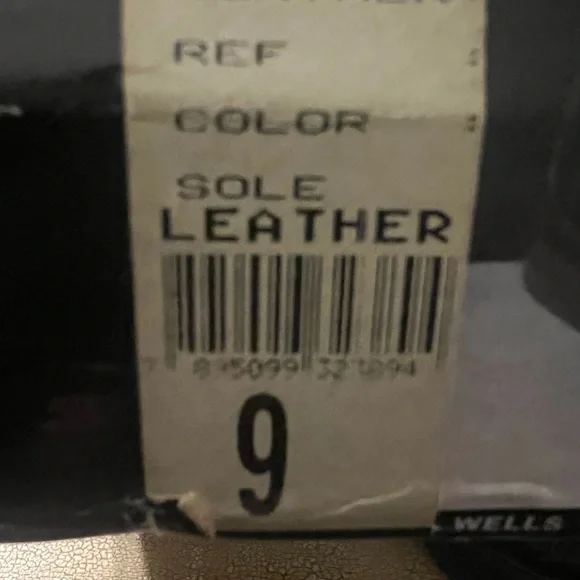 REF :
COLOR :
SOLE
LEATHER
9
WELLS